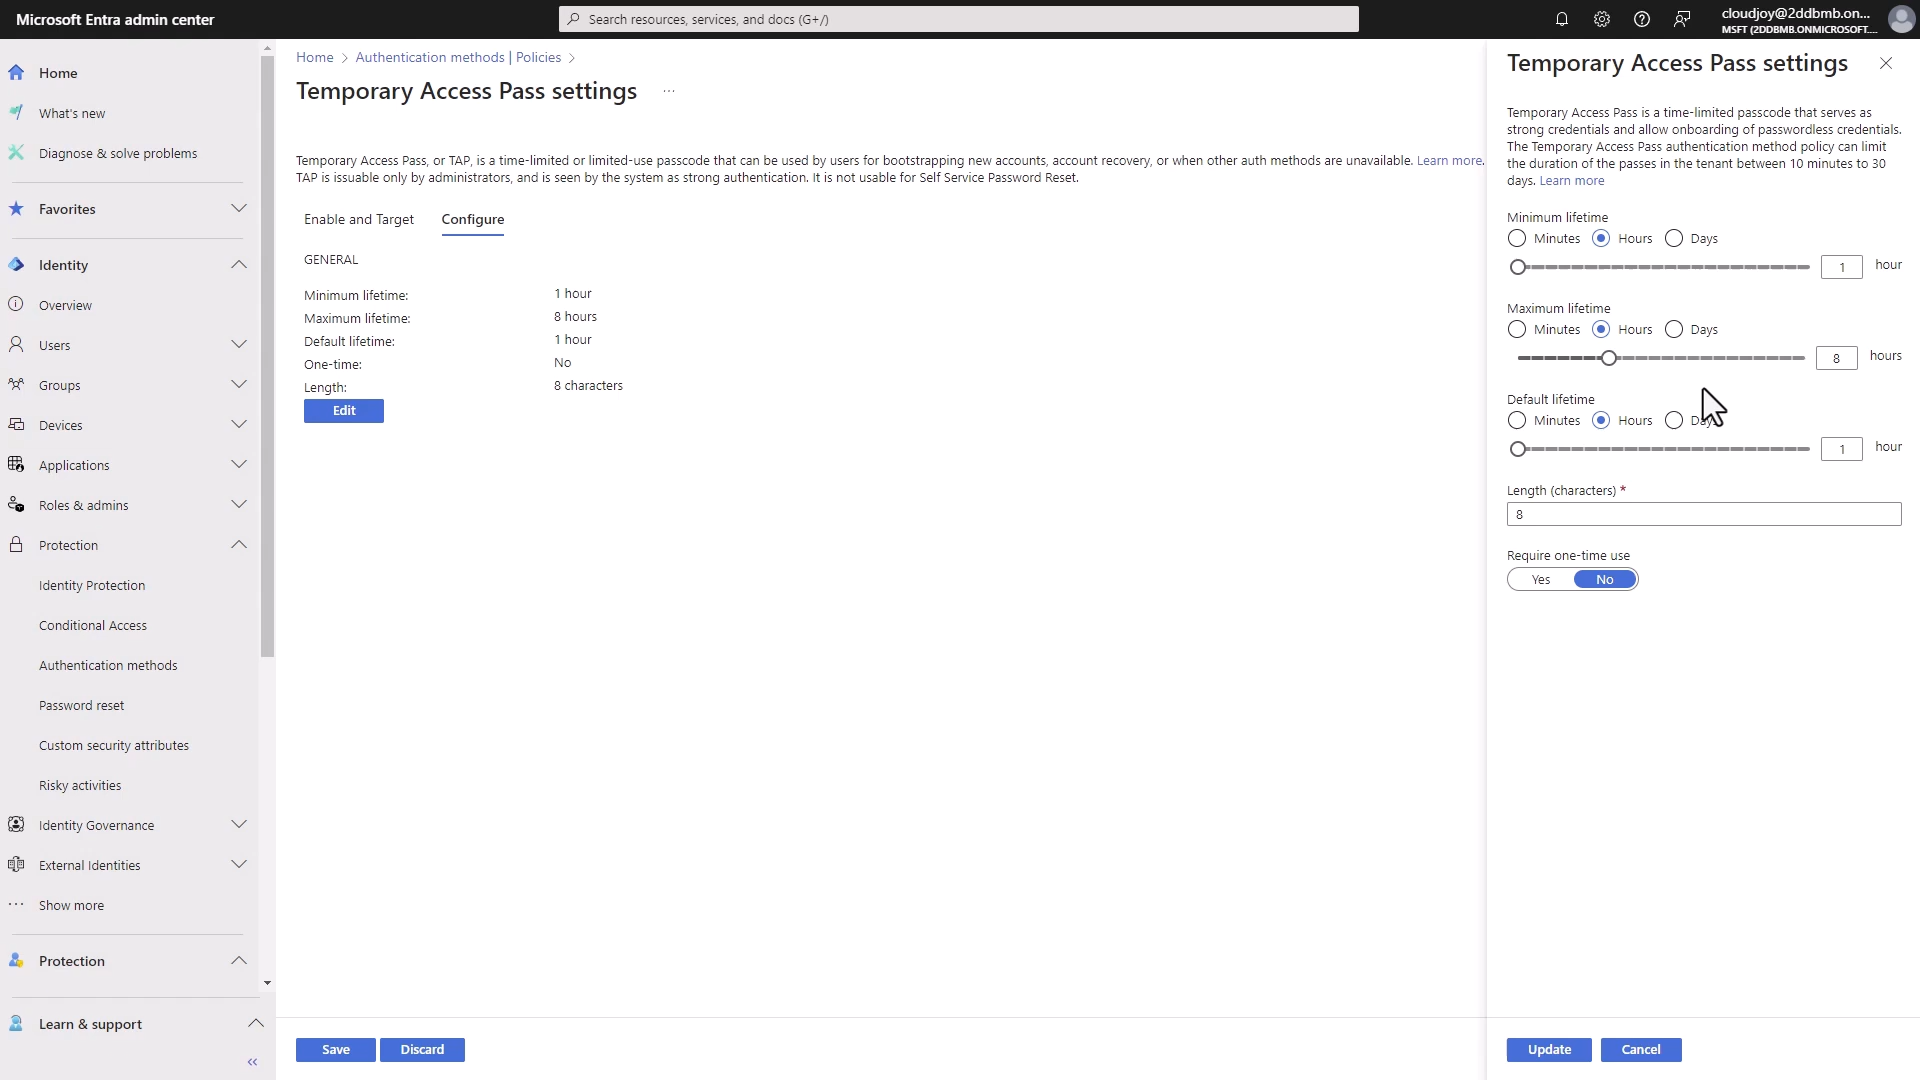 Microsoft Entra admin center
Search resources, services, and docs (G+/)
cloudjoy@2ddbmb.on...
MSFT (2DDBMB.ONMICROSOFT....
Home
What's new
Diagnose & solve problems
Favorites
Identity
Overview
Users
Groups
Devices
Applications
Roles & admins
Protection
Identity Protection
Conditional Access
Authentication methods
Password reset
Custom security attributes
Risky activities
Identity Governance
External Identities
Show more
Protection
Learn & support
Home > Authentication methods | Policies >
Temporary Access Pass settings ...
Temporary Access Pass, or TAP, is a time-limited or limited-use passcode that can be used by users for bootstrapping new accounts, account recovery, or when other auth methods are unavailable. Learn more.
TAP is issuable only by administrators, and is seen by the system as strong authentication. It is not usable for Self Service Password Reset.
Enable and Target Configure
GENERAL
Minimum lifetime: 1 hour
Maximum lifetime: 8 hours
Default lifetime: 1 hour
One-time: No
Length: 8 characters
Edit
Save Discard
Temporary Access Pass settings
Temporary Access Pass is a time-limited passcode that serves as
strong credentials and allow onboarding of passwordless credentials.
The Temporary Access Pass authentication method policy can limit
the duration of the passes in the tenant between 10 minutes to 30
days. Learn more
Minimum lifetime
Minutes Hours Days
1 hour
Maximum lifetime
Minutes Hours Days
8 hours
Default lifetime
Minutes Hours Days
1 hour
Length (characters) *
8
Require one-time use
Yes No
Update Cancel